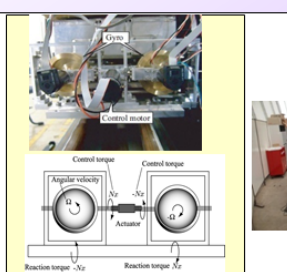 Gyro
Control motor
Control torque
Control torque
Angular velocity
Nz
-Nz
Ω
-Ω
Actuator
Reaction torque -Nz
Reaction torque Nz